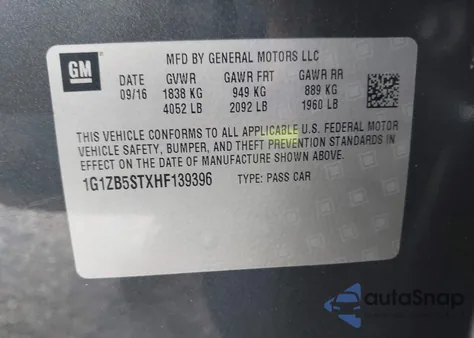 GM
MFD BY GENERAL MOTORS LLC
DATE GVWR GAWR FRT GAWR RR
09/16 1838 KG 949 KG 889 KG
4052 LB 2092 LB 1960 LB
THIS VEHICLE CONFORMS TO ALL APPLICABLE U.S. FEDERAL MOTOR
VEHICLE SAFETY, BUMPER, AND THEFT PREVENTION STANDARDS IN
EFFECT ON THE DATE OF MANUFACTURE SHOWN ABOVE.
1G1ZB5STXHF139396 TYPE: PASS CAR
autoSnap